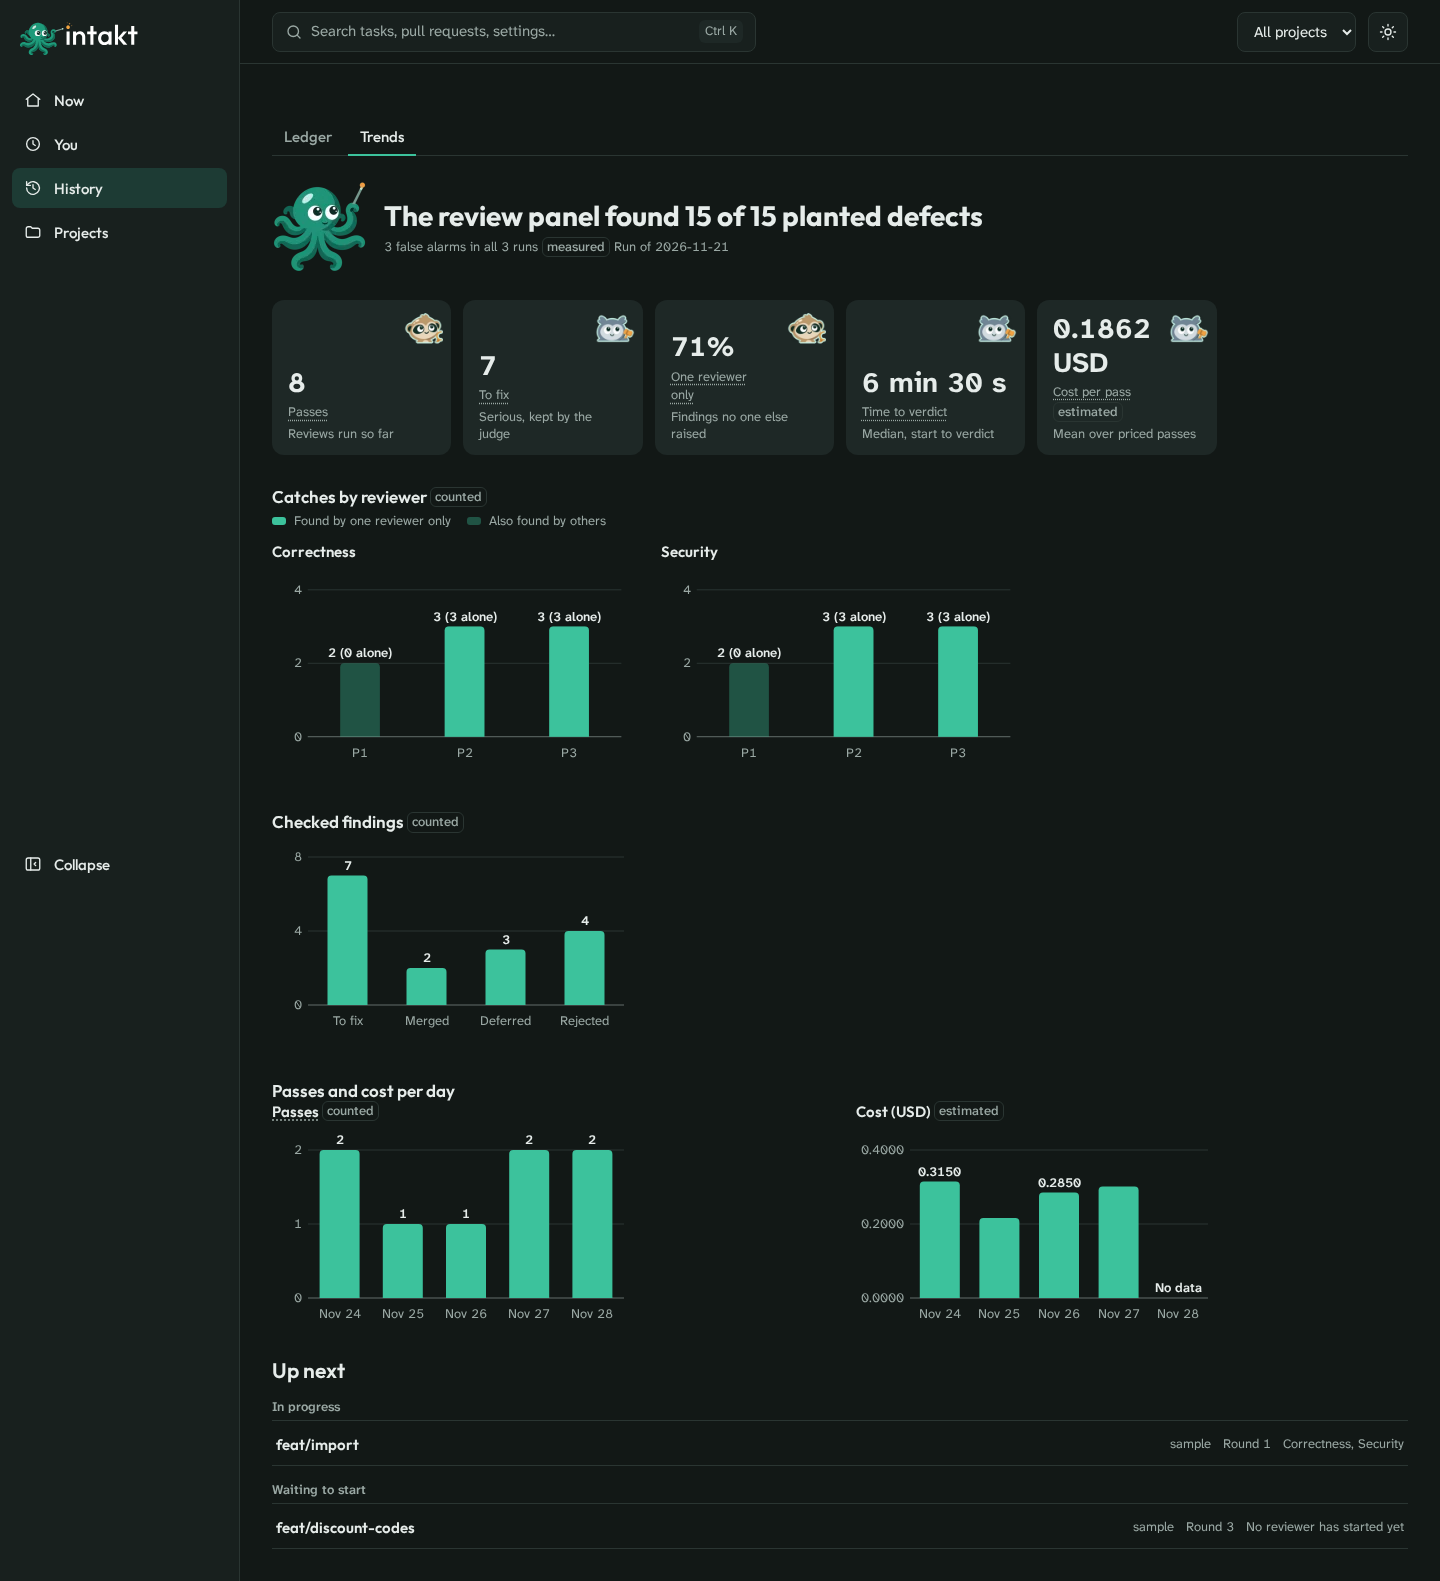 intakt
Search tasks, pull requests, settings...
Ctrl K
All projects
Now
You
History
Projects
Collapse
Ledger
Trends
The review panel found 15 of 15 planted defects
3 false alarms in all 3 runs measured Run of 2026-11-21
8
Passes
Reviews run so far
7
To fix
Serious, kept by the
judge
71%
One reviewer
only
Findings no one else
raised
6 min 30 s
Time to verdict
Median, start to verdict
0.1862
USD
Cost per pass
estimated
Mean over priced passes
Catches by reviewer counted
Found by one reviewer only
Also found by others
Correctness
4
2
0
2 (0 alone)
3 (3 alone)
3 (3 alone)
P1
P2
P3
Security
4
2
0
2 (0 alone)
3 (3 alone)
3 (3 alone)
P1
P2
P3
Checked findings counted
8
4
0
7
2
3
4
To fix
Merged
Deferred
Rejected
Passes and cost per day
Passes counted
2
1
0
2
1
1
2
2
Nov 24
Nov 25
Nov 26
Nov 27
Nov 28
Cost (USD) estimated
0.4000
0.2000
0.0000
0.3150
0.2850
No data
Nov 24
Nov 25
Nov 26
Nov 27
Nov 28
Up next
In progress
feat/import
sample Round 1 Correctness, Security
Waiting to start
feat/discount-codes
sample Round 3 No reviewer has started yet